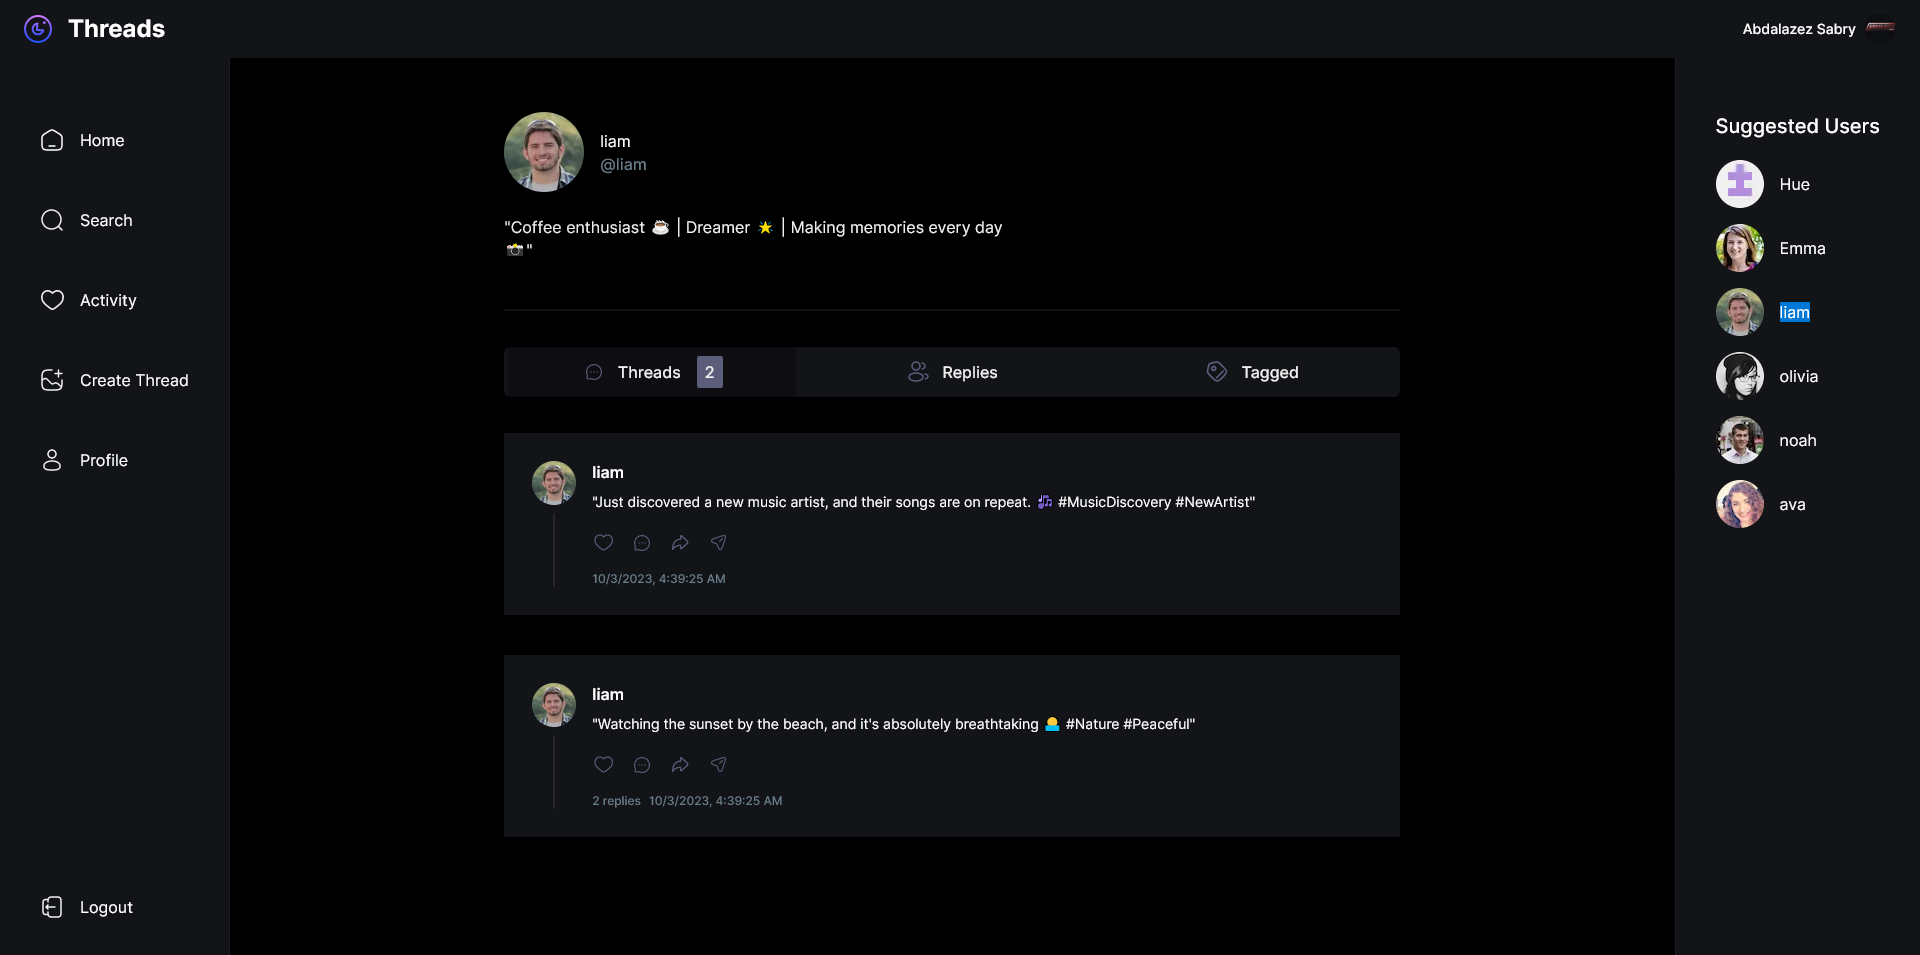 Threads
Abdalazez Sabry
Home
Search
Activity
Create Thread
Profile
Logout
liam
@liam
"Coffee enthusiast ☕ | Dreamer 🌟 | Making memories every day
📸"
Threads 2
Replies
Tagged
liam
"Just discovered a new music artist, and their songs are on repeat. 🎶 #MusicDiscovery #NewArtist"
10/3/2023, 4:39:25 AM
liam
"Watching the sunset by the beach, and it's absolutely breathtaking 🌅 #Nature #Peaceful"
2 replies 10/3/2023, 4:39:25 AM
Suggested Users
Hue
Emma
liam
olivia
noah
ava